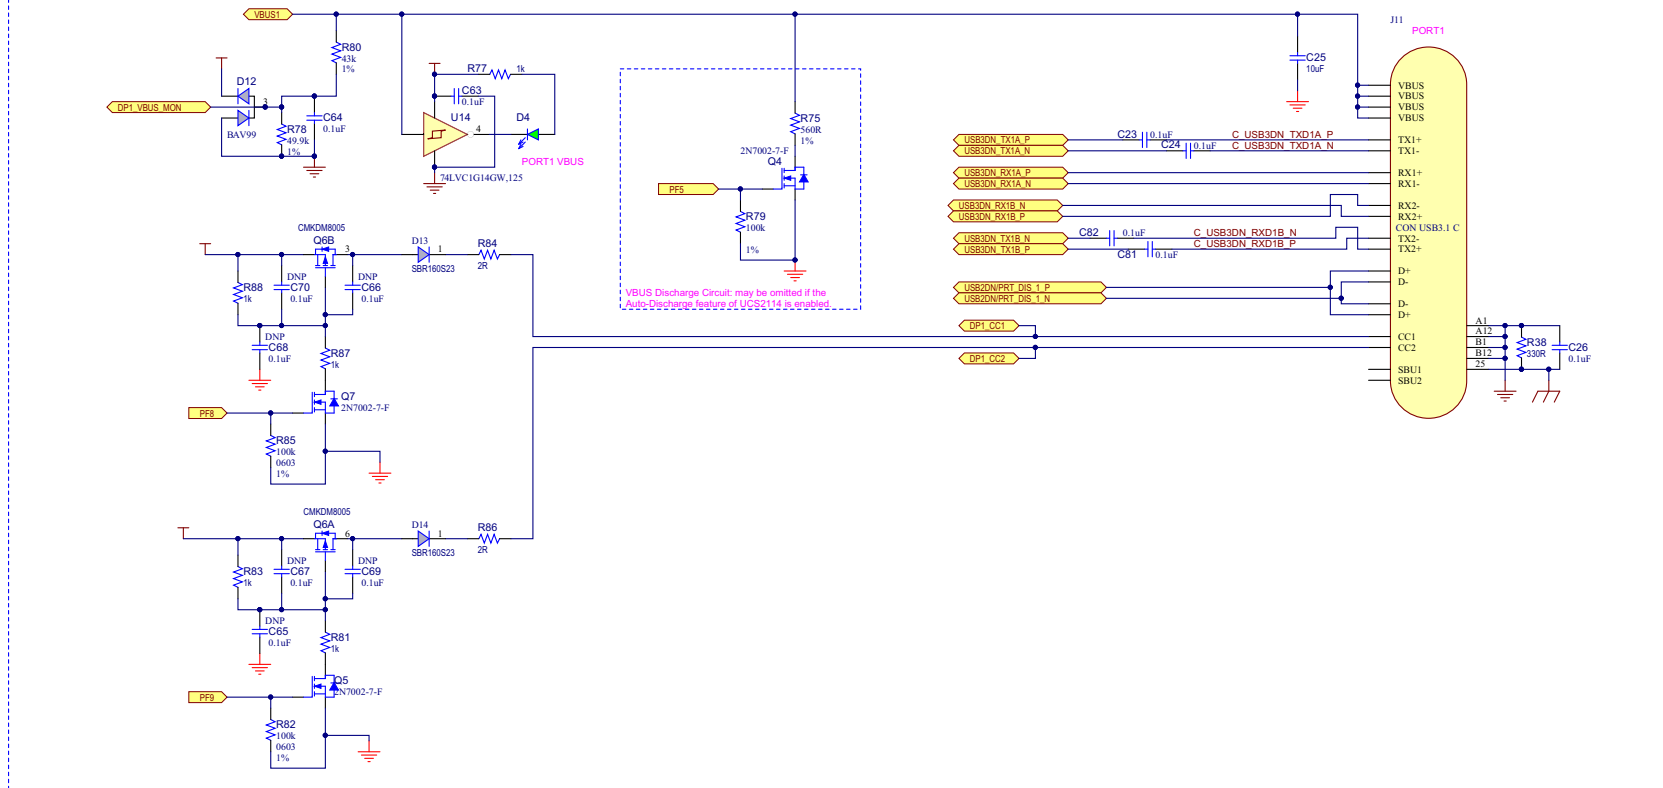 VBUS1
J11
PORT1
R80
43k
1%
D12
3
DP1_VBUS_MON
BAV99
R78
49.9k
1%
C64
0.1uF
R77
1k
C63
0.1uF
U14
4
D4
PORT1 VBUS
74LVC1G14GW,125
R75
560R
1%
2N7002-7-F
Q4
PF5
R79
100k
1%
VBUS Discharge Circuit: may be omitted if the
Auto-Discharge feature of UCS2114 is enabled.
C25
10uF
VBUS
VBUS
VBUS
VBUS
USB3DN_TX1A_P
C23
0.1uF
C_USB3DN_TXD1A_P
TX1+
USB3DN_TX1A_N
C24
0.1uF
C_USB3DN_TXD1A_N
TX1-
USB3DN_RX1A_P
RX1+
USB3DN_RX1A_N
RX1-
USB3DN_RX1B_N
RX2-
USB3DN_RX1B_P
RX2+
CON USB3.1 C
USB3DN_TX1B_N
C82
0.1uF
C_USB3DN_RXD1B_N
TX2-
USB3DN_TX1B_P
C81
0.1uF
C_USB3DN_RXD1B_P
TX2+
D+
D-
USB2DN/PRT_DIS_1_P
USB2DN/PRT_DIS_1_N
D-
D+
DP1_CC1
CC1
CC2
DP1_CC2
SBU1
SBU2
A1
A12
B1
B12
25
R38
330R
C26
0.1uF
CMKDM8005
Q6B
3
D13
1
SBR160S23
R84
2R
R88
1k
DNP
C70
0.1uF
DNP
C66
0.1uF
DNP
C68
0.1uF
R87
1k
Q7
2N7002-7-F
PF8
R85
100k
0603
1%
CMKDM8005
Q6A
6
D14
1
SBR160S23
R86
2R
R83
1k
DNP
C67
0.1uF
DNP
C69
0.1uF
DNP
C65
0.1uF
R81
1k
Q5
2N7002-7-F
PF9
R82
100k
0603
1%